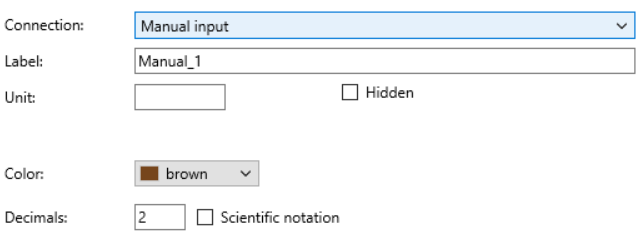 Connection: Manual input
Label: Manual_1
Unit: Hidden
Color: brown
Decimals: 2 Scientific notation